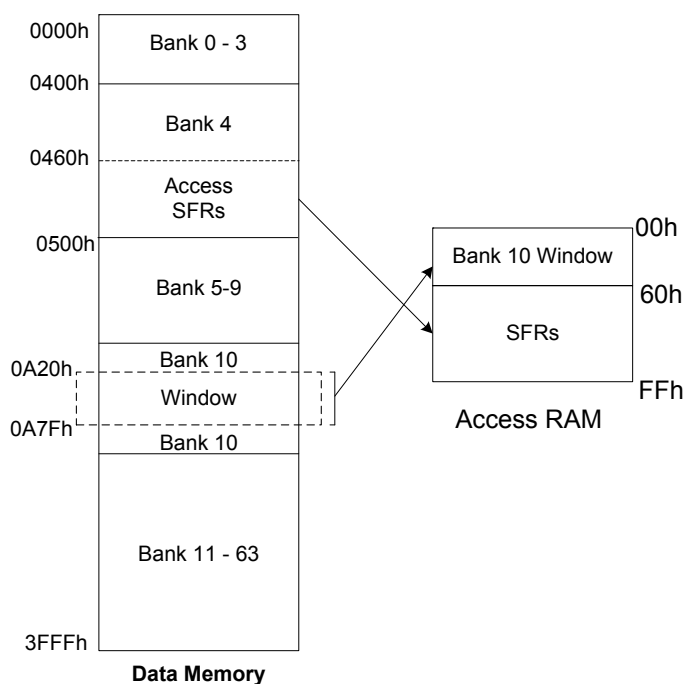 0000h
Bank 0 - 3
0400h
Bank 4
0460h
Access
SFRs
0500h
Bank 5-9
Bank 10
0A20h
Window
0A7Fh
Bank 10
Bank 11 - 63
3FFFh
Data Memory
00h
Bank 10 Window
60h
SFRs
FFh
Access RAM